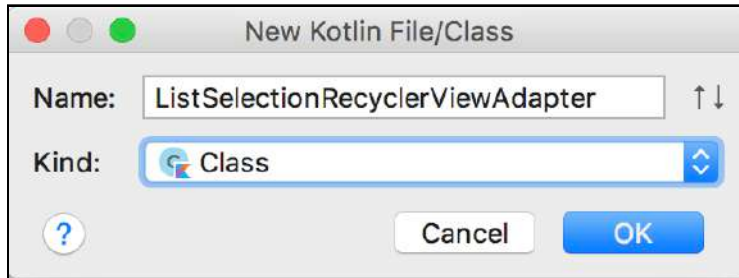 New Kotlin File/Class
Name: ListSelectionRecyclerViewAdapter ↑↓
Kind: C Class
? Cancel OK